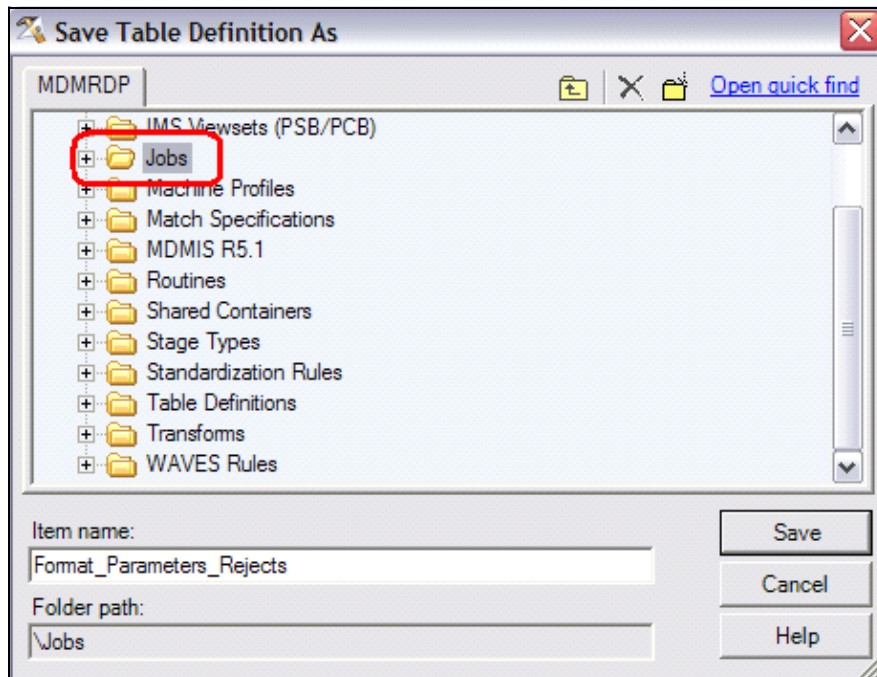 Save Table Definition As
MDMRDP
Open quick find
IMS Viewsets (PSB/PCB)
Jobs
Machine Profiles
Match Specifications
MDMIS R5.1
Routines
Shared Containers
Stage Types
Standardization Rules
Table Definitions
Transforms
WAVES Rules
Item name:
Format_Parameters_Rejects
Folder path:
\Jobs
Save
Cancel
Help